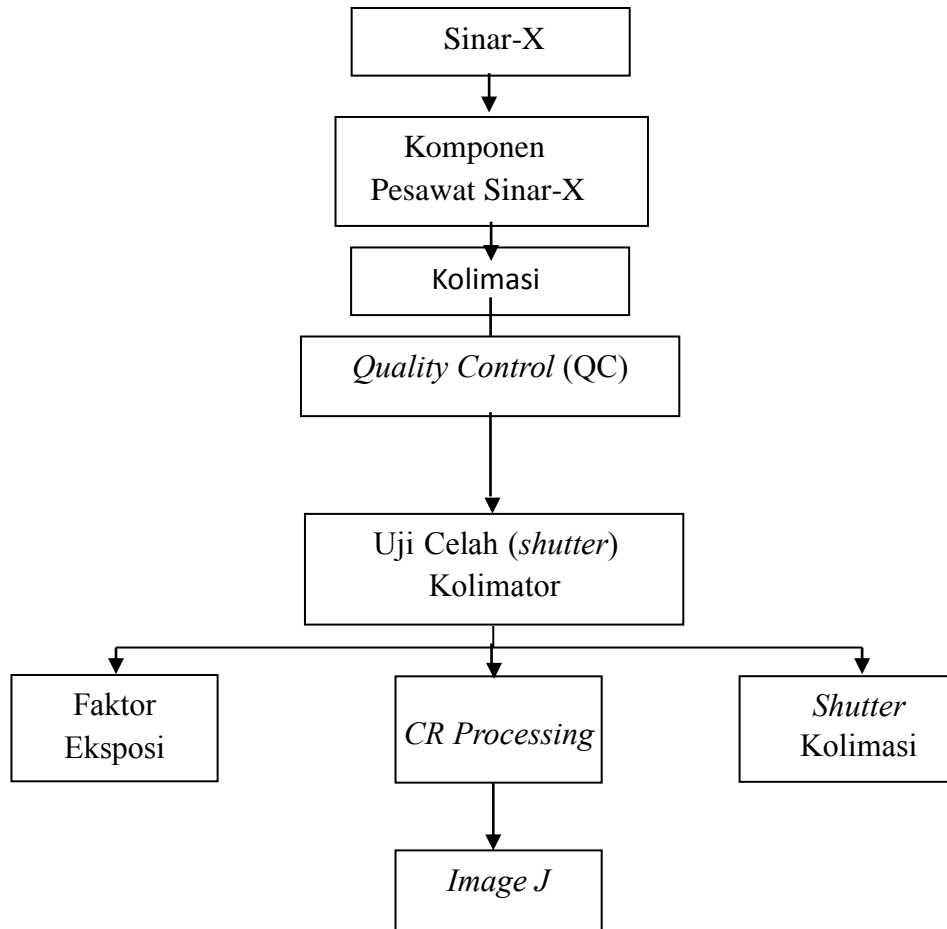 Sinar-X
Komponen
Pesawat Sinar-X
Kolimasi
Quality Control (QC)
Uji Celah (shutter)
Kolimator
Faktor
Eksposi
CR Processing
Shutter
Kolimasi
Image J